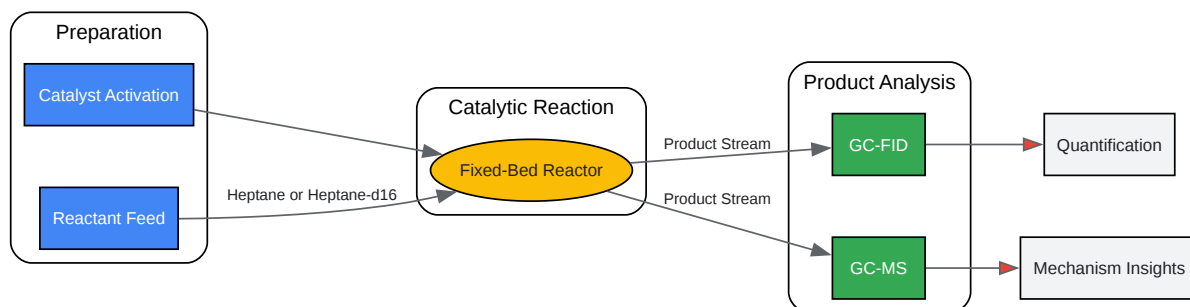 Preparation
Catalyst Activation
Reactant Feed
Heptane or Heptane-d16
Catalytic Reaction
Fixed-Bed Reactor
Product Stream
Product Stream
Product Analysis
GC-FID
GC-MS
Quantification
Mechanism Insights